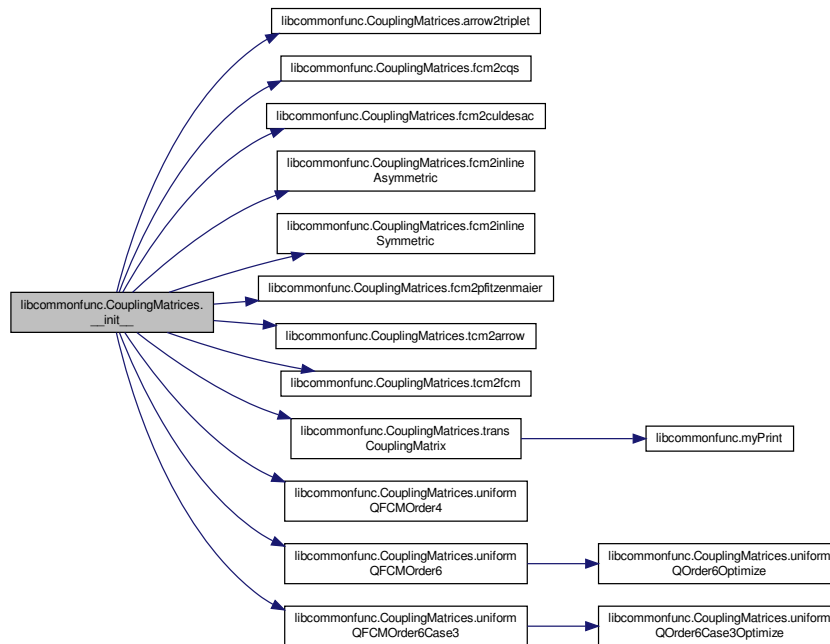 libcommonfunc.CouplingMatrices.arrow2triplet
libcommonfunc.CouplingMatrices.fcm2cqs
libcommonfunc.CouplingMatrices.fcm2culdesac
libcommonfunc.CouplingMatrices.fcm2inline
Asymmetric
libcommonfunc.CouplingMatrices.fcm2inline
Symmetric
libcommonfunc.CouplingMatrices.
__init__
libcommonfunc.CouplingMatrices.fcm2pfitzenmaier
libcommonfunc.CouplingMatrices.tcm2arrow
libcommonfunc.CouplingMatrices.tcm2fcm
libcommonfunc.CouplingMatrices.trans
CouplingMatrix
libcommonfunc.myPrint
libcommonfunc.CouplingMatrices.uniform
QFCMOrder4
libcommonfunc.CouplingMatrices.uniform
QFCMOrder6
libcommonfunc.CouplingMatrices.uniform
QOrder6Optimize
libcommonfunc.CouplingMatrices.uniform
QFCMOrder6Case3
libcommonfunc.CouplingMatrices.uniform
QOrder6Case3Optimize